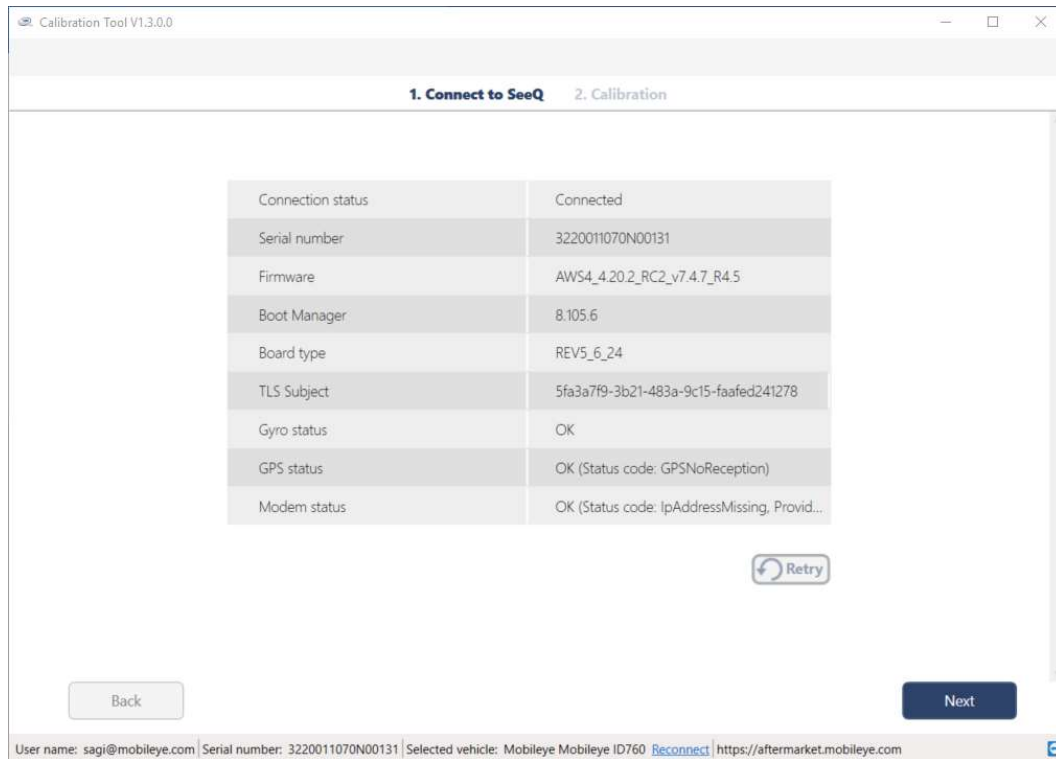 Calibration Tool V1.3.0.0
1. Connect to SeeQ 2. Calibration
Connection status Connected
Serial number 3220011070N00131
Firmware AWS4_4.20.2_RC2_v7.4.7_R4.5
Boot Manager 8.105.6
Board type REV5_6_24
TLS Subject 5fa3a7f9-3b21-483a-9c15-faafed241278
Gyro status OK
GPS status OK (Status code: GPSNoReception)
Modem status OK (Status code: IpAddressMissing, Provid...
Retry
Back Next
User name: sagi@mobileye.com Serial number: 3220011070N00131 Selected vehicle: Mobileye Mobileye ID760 Reconnect https://aftermarket.mobileye.com